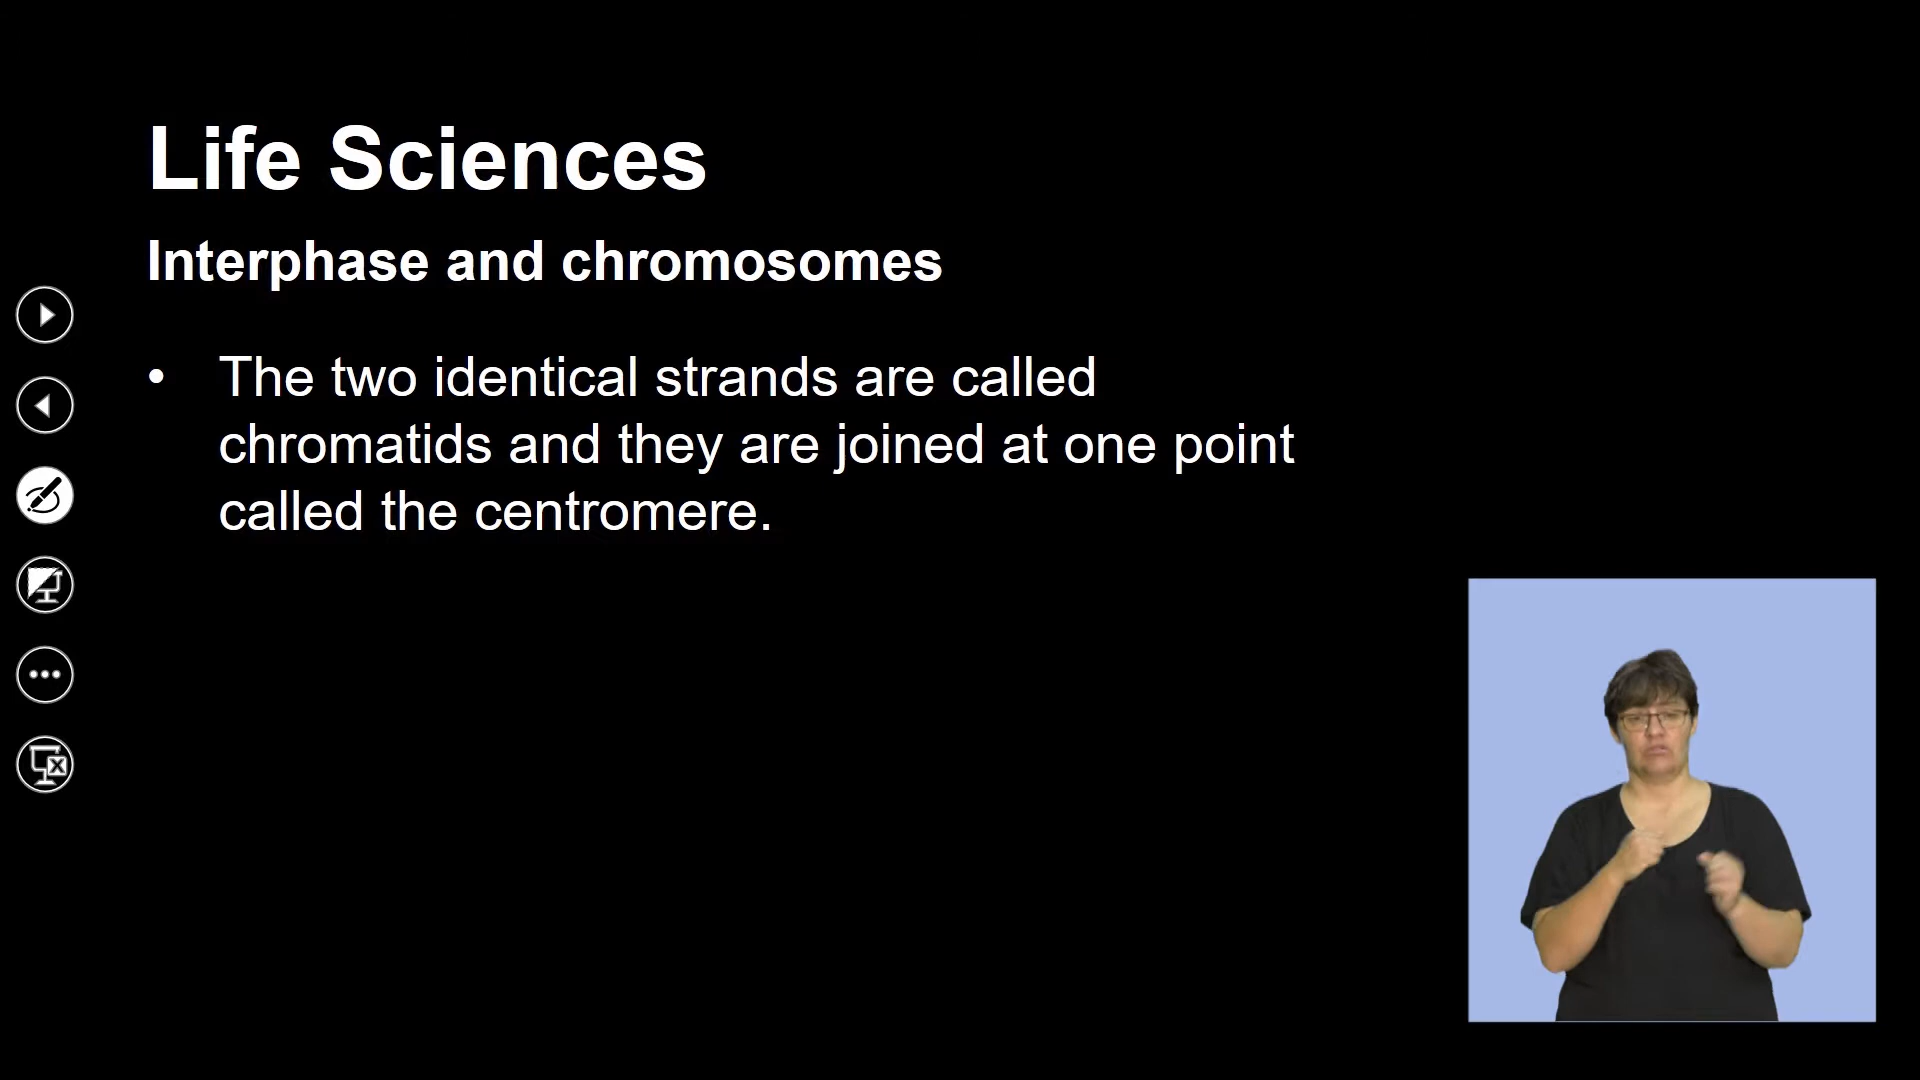 Life Sciences
Interphase and chromosomes
• The two identical strands are called
chromatids and they are joined at one point
called the centromere.